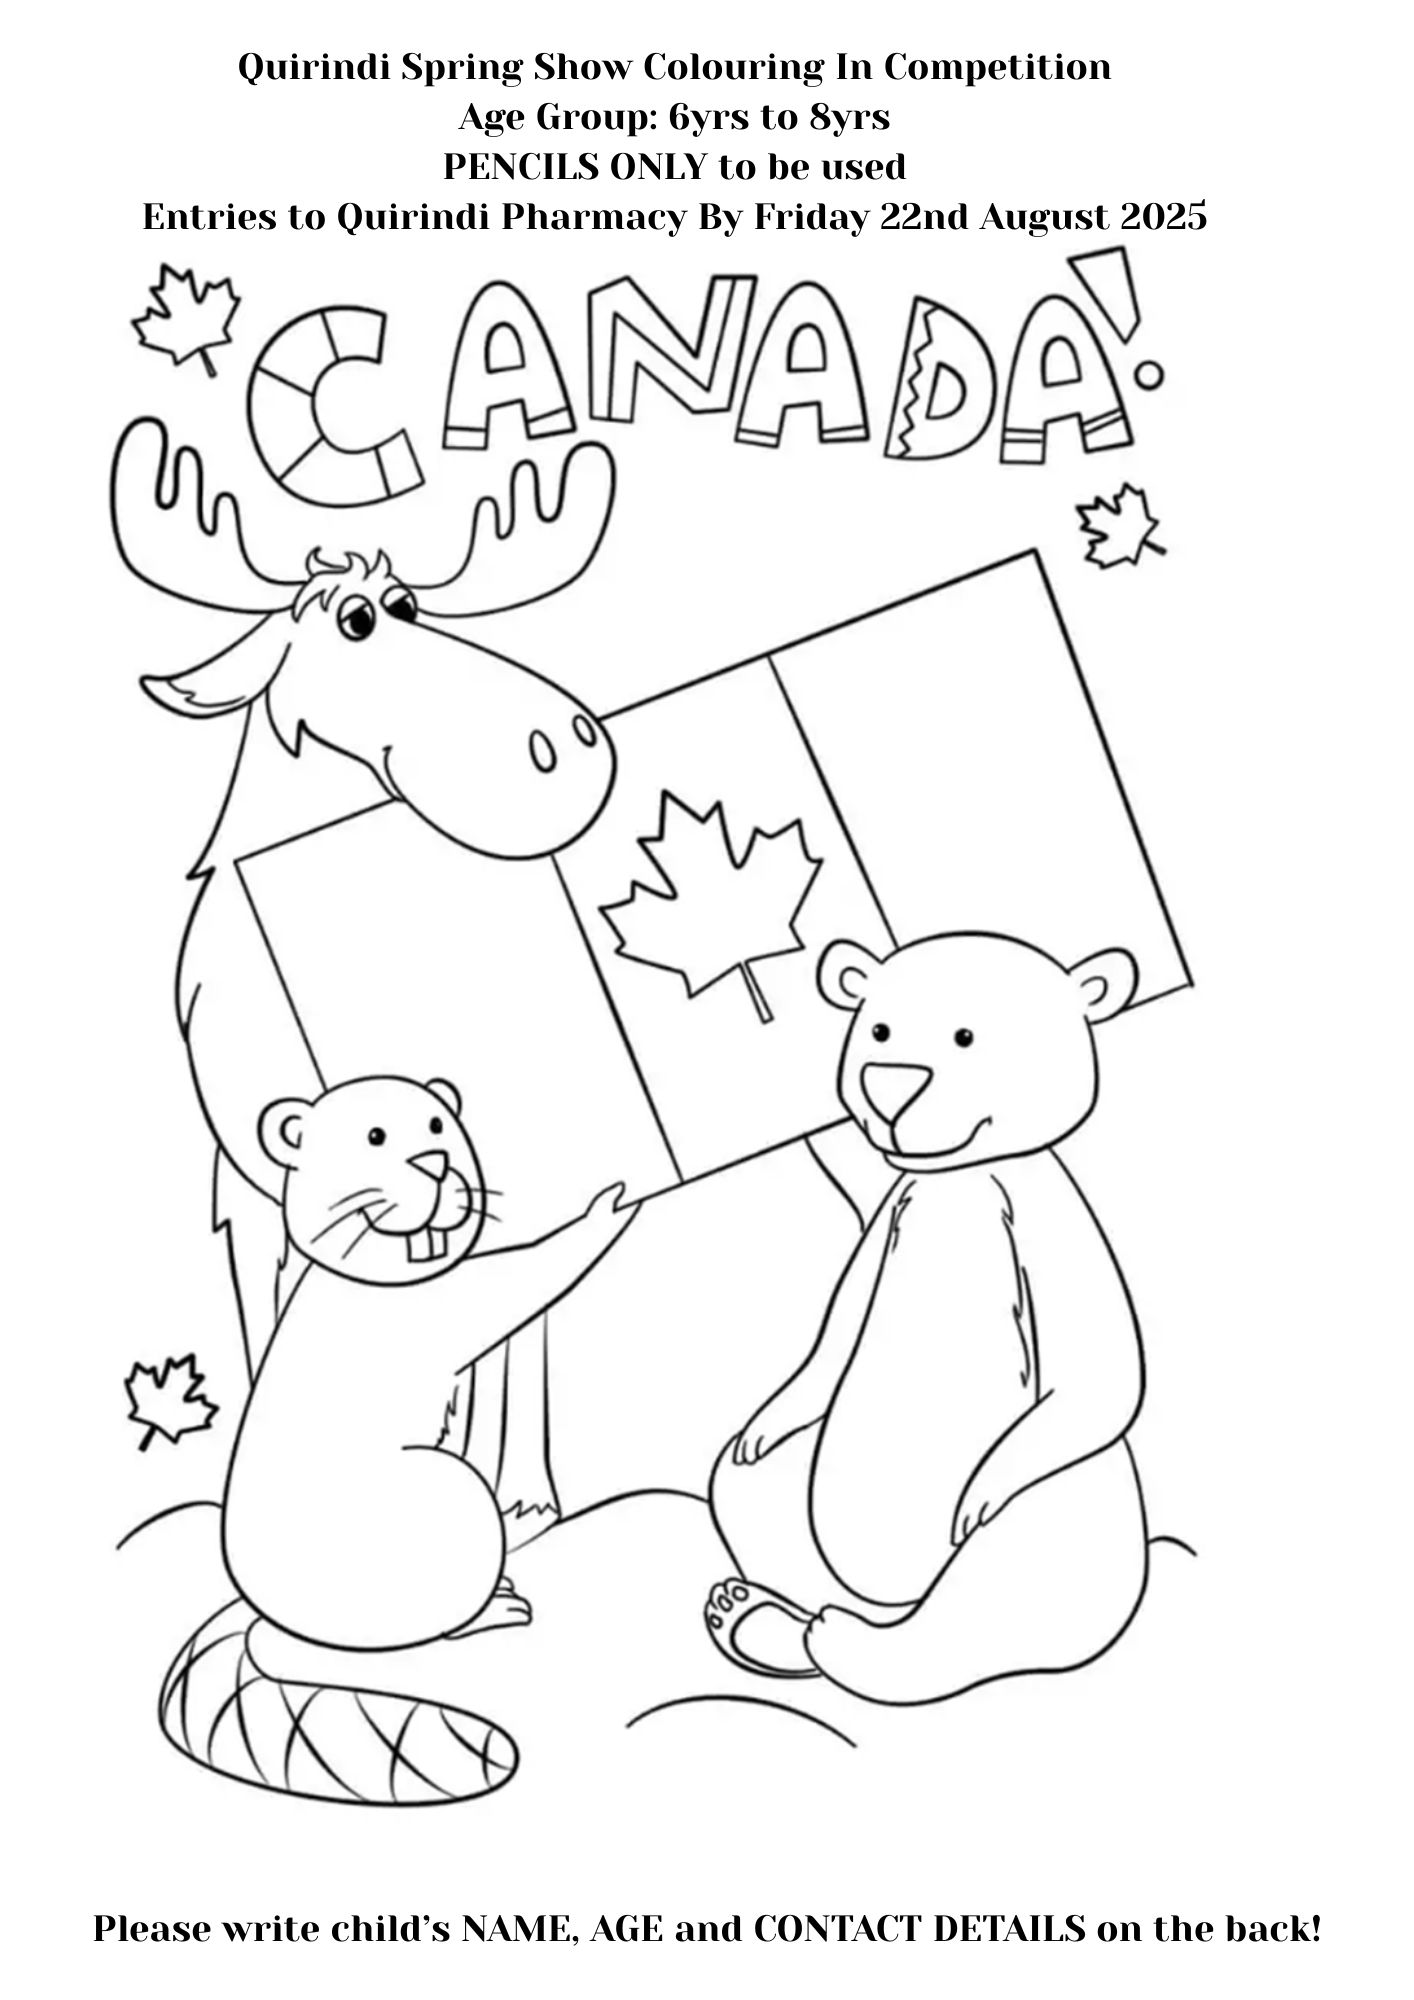 Quirindi Spring Show Colouring In Competition
Age Group: 6yrs to 8yrs
PENCILS ONLY to be used
Entries to Quirindi Pharmacy By Friday 22nd August 2025
CANADA!
Please write child’s NAME, AGE and CONTACT DETAILS on the back!